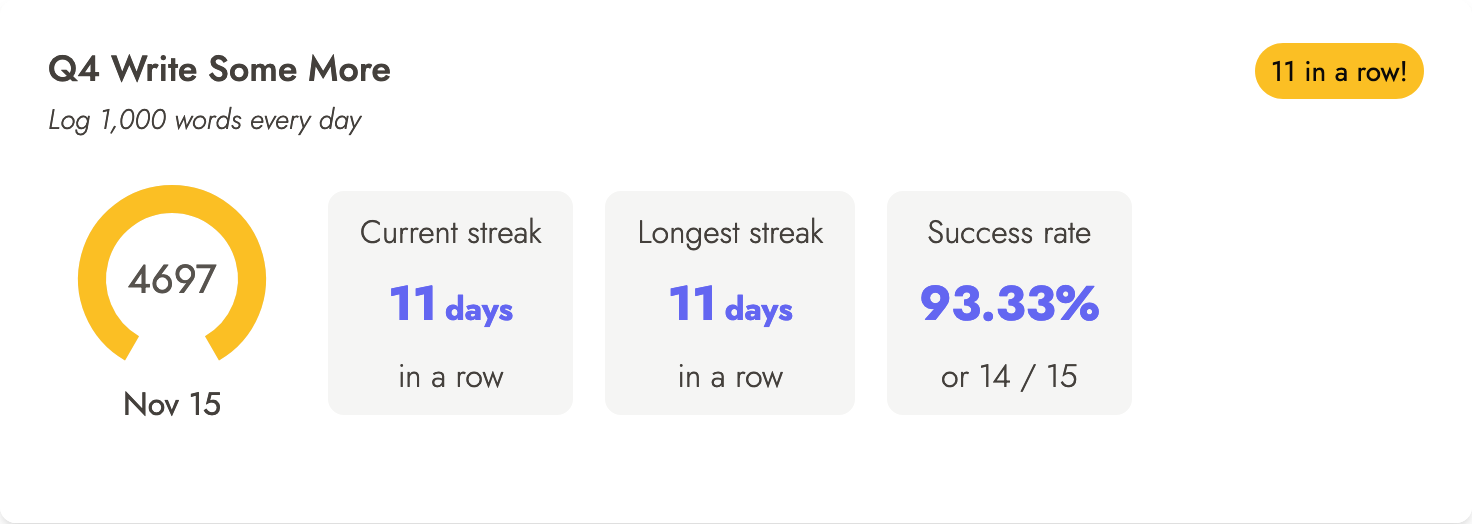 Q4 Write Some More
11 in a row!
Log 1,000 words every day
4697
Nov 15
Current streak
11 days
in a row
Longest streak
11 days
in a row
Success rate
93.33%
or 14 / 15